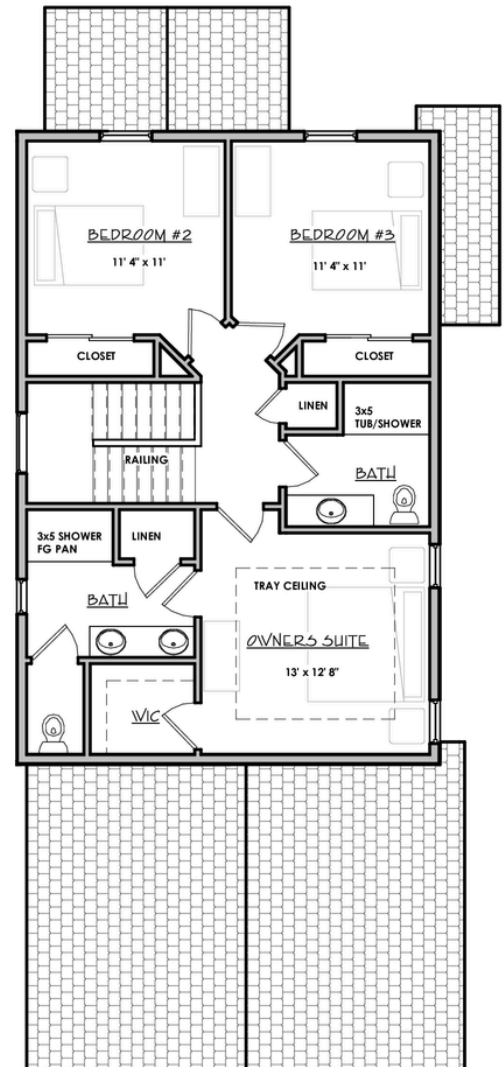 BEDROOM #2
11' 4" x 11'
BEDROOM #3
11' 4" x 11'
CLOSET
CLOSET
LINEN
3x5
TUB/SHOWER
RAILING
BATH
3x5 SHOWER
FG PAN
LINEN
BATH
TRAY CEILING
OWNERS SUITE
13' x 12' 8"
WIC